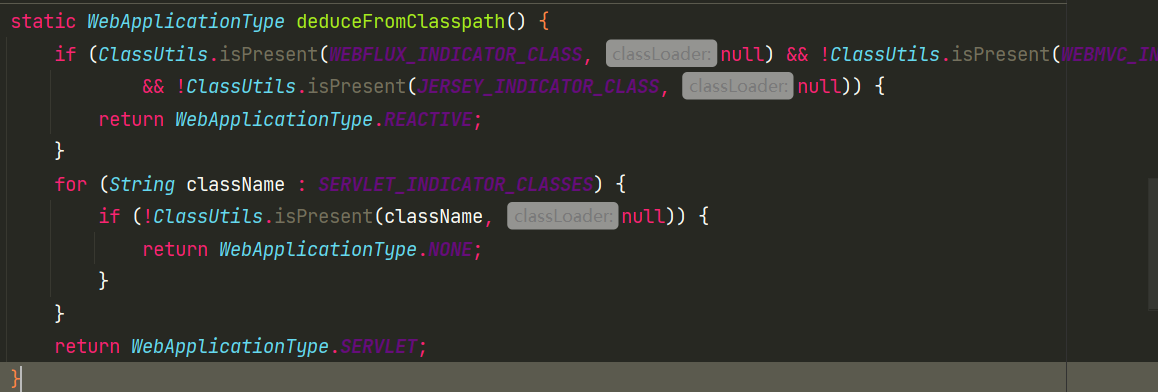 static WebApplicationType deduceFromClasspath() {
    if (ClassUtils.isPresent(WEBFLUX_INDICATOR_CLASS, classLoader: null) && !ClassUtils.isPresent(WEBMVC_IN
            && !ClassUtils.isPresent(JERSEY_INDICATOR_CLASS, classLoader: null)) {
        return WebApplicationType.REACTIVE;
    }
    for (String className : SERVLET_INDICATOR_CLASSES) {
        if (!ClassUtils.isPresent(className, classLoader: null)) {
            return WebApplicationType.NONE;
        }
    }
    return WebApplicationType.SERVLET;
}